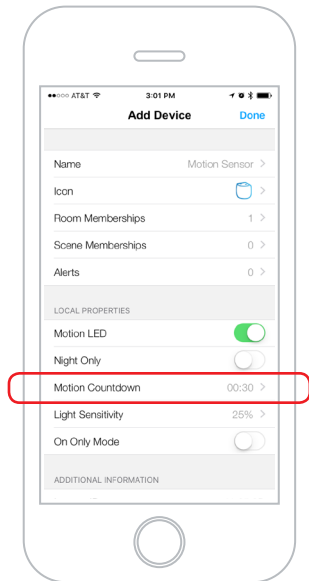 AT&T 3:01 PM
Add Device Done
Name Motion Sensor
Icon
Room Memberships 1
Scene Memberships 0
Alerts 0
LOCAL PROPERTIES
Motion LED
Night Only
Motion Countdown 00:30
Light Sensitivity 25%
On Only Mode
ADDITIONAL INFORMATION